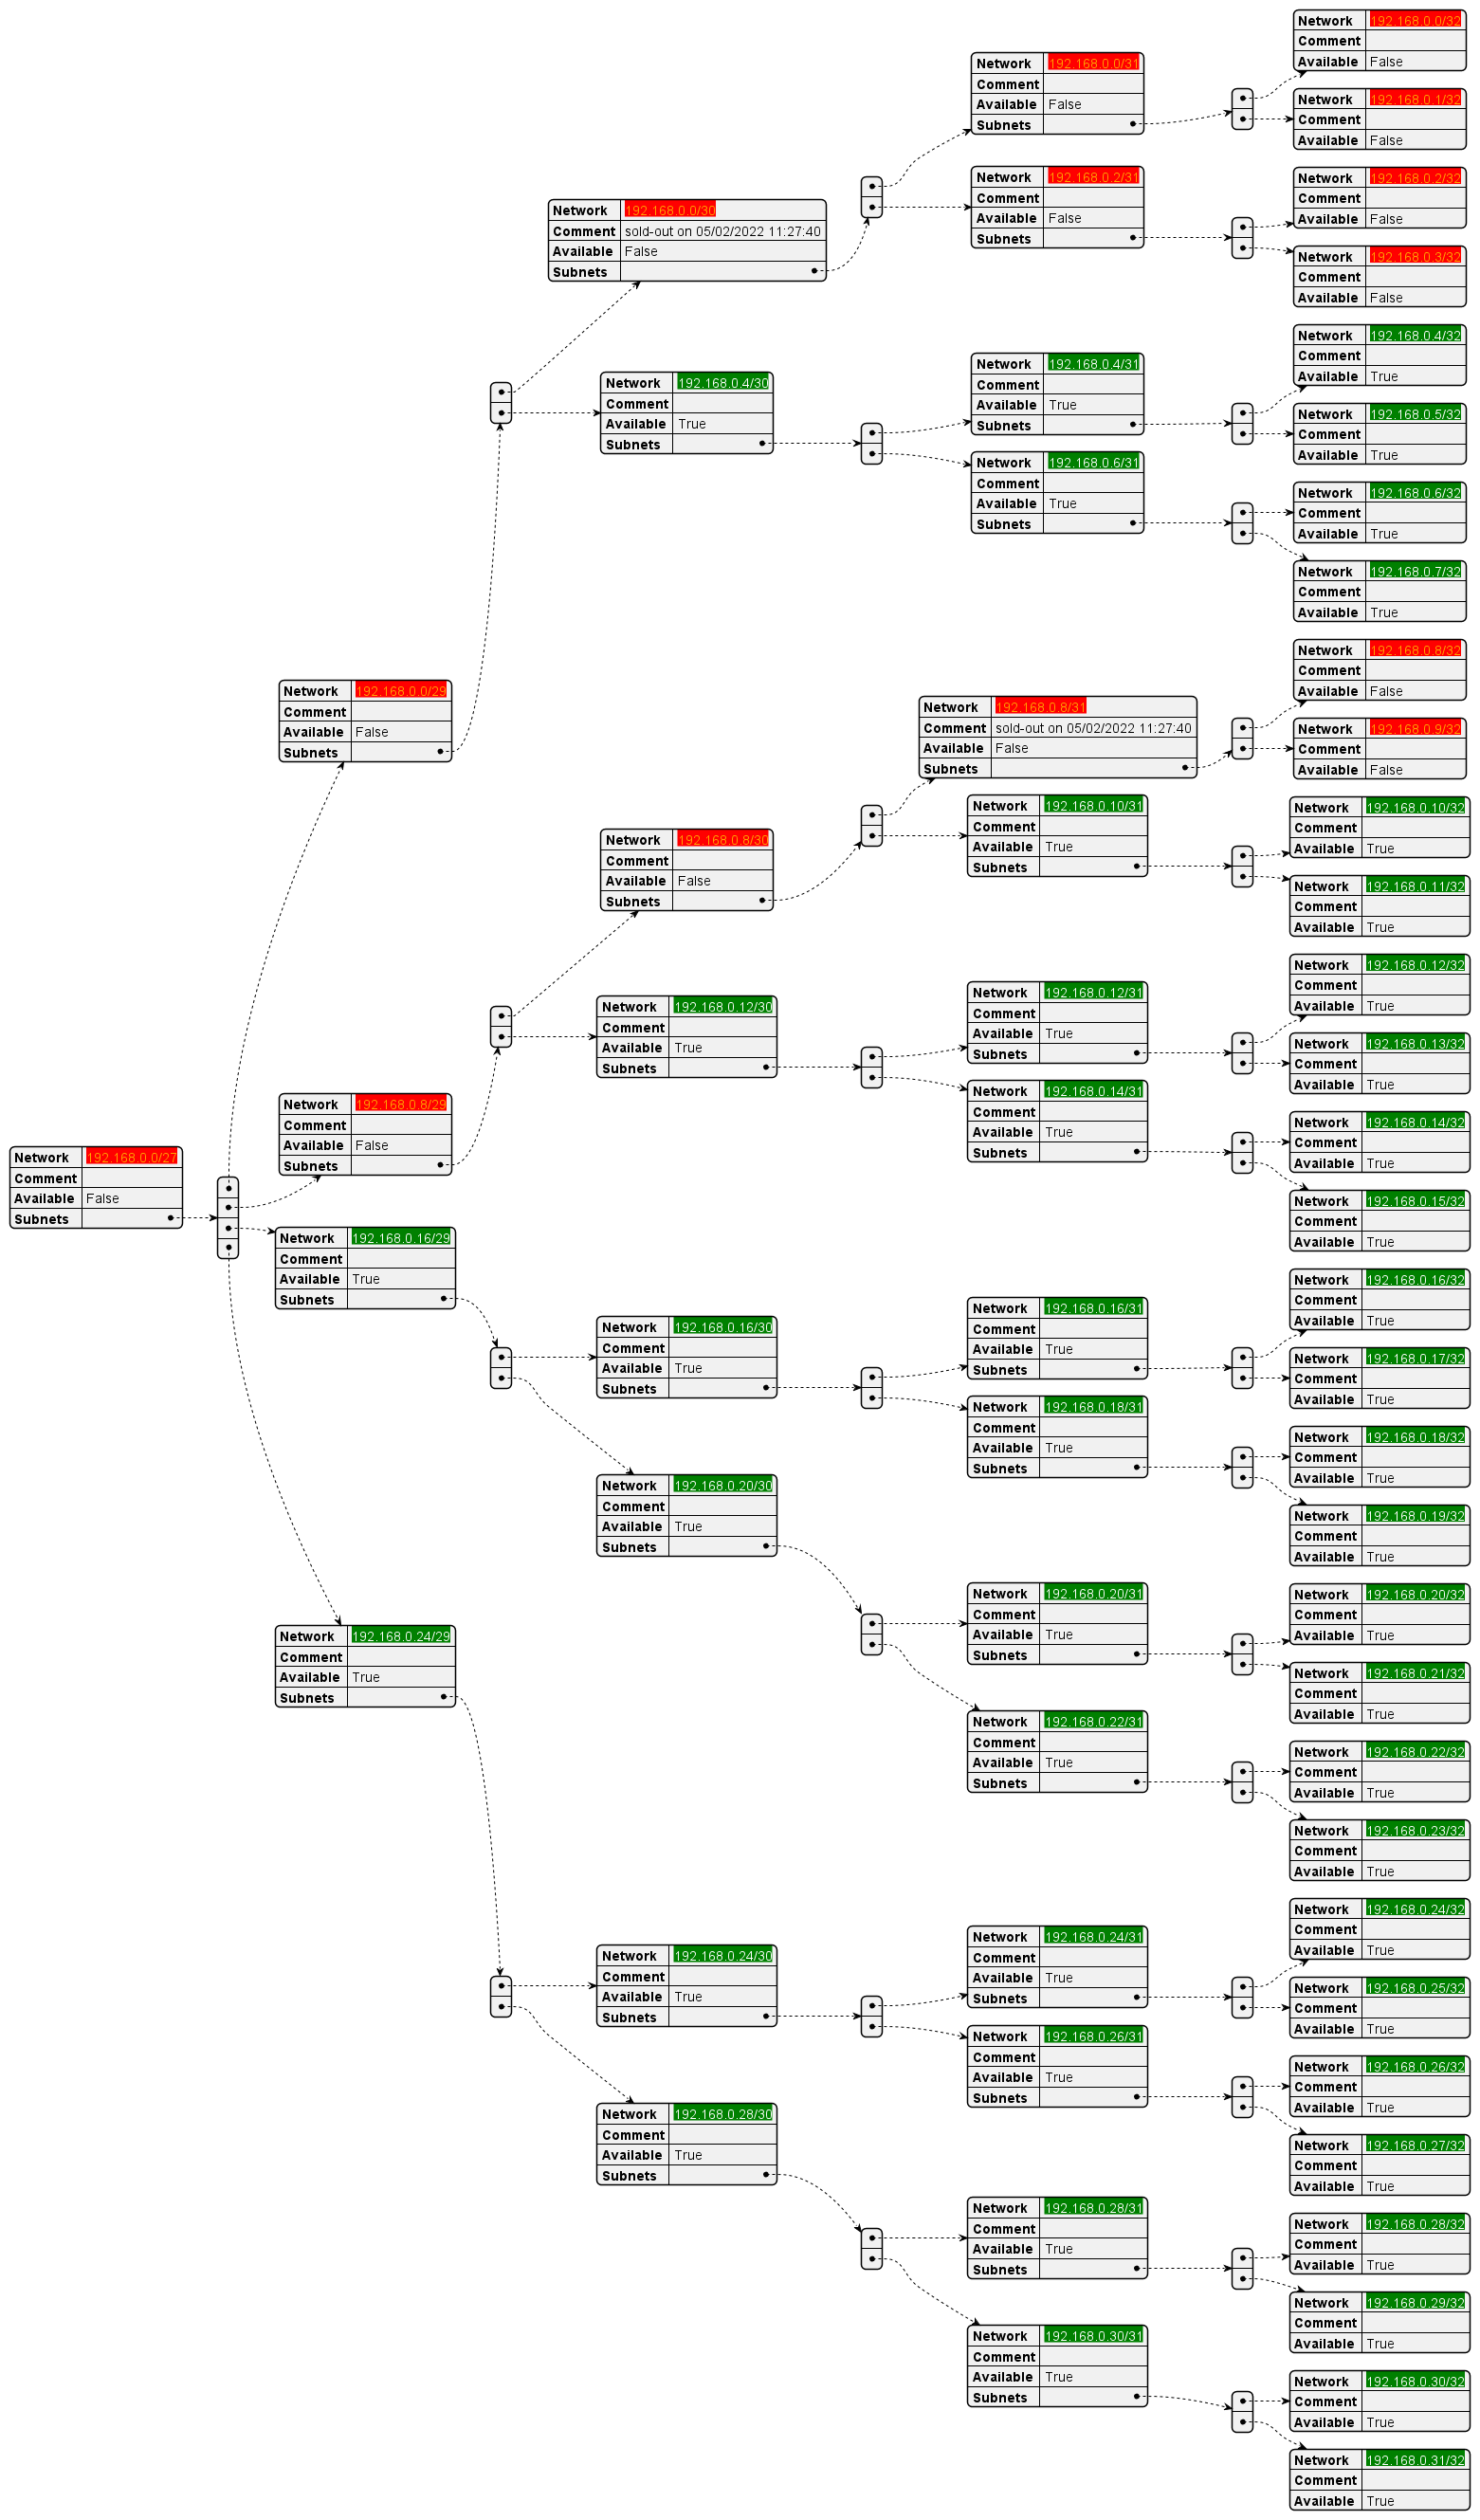 Network 192.168.0.0/27
Comment
Available False
Subnets
Network 192.168.0.0/29
Comment
Available False
Subnets
Network 192.168.0.8/29
Comment
Available False
Subnets
Network 192.168.0.16/29
Comment
Available True
Subnets
Network 192.168.0.24/29
Comment
Available True
Subnets
Network 192.168.0.0/30
Comment sold-out on 05/02/2022 11:27:40
Available False
Subnets
Network 192.168.0.4/30
Comment
Available True
Subnets
Network 192.168.0.8/30
Comment
Available False
Subnets
Network 192.168.0.12/30
Comment
Available True
Subnets
Network 192.168.0.16/30
Comment
Available True
Subnets
Network 192.168.0.20/30
Comment
Available True
Subnets
Network 192.168.0.24/30
Comment
Available True
Subnets
Network 192.168.0.28/30
Comment
Available True
Subnets
Network 192.168.0.0/31
Comment
Available False
Subnets
Network 192.168.0.2/31
Comment
Available False
Subnets
Network 192.168.0.4/31
Comment
Available True
Subnets
Network 192.168.0.6/31
Comment
Available True
Subnets
Network 192.168.0.8/31
Comment sold-out on 05/02/2022 11:27:40
Available False
Subnets
Network 192.168.0.10/31
Comment
Available True
Subnets
Network 192.168.0.12/31
Comment
Available True
Subnets
Network 192.168.0.14/31
Comment
Available True
Subnets
Network 192.168.0.16/31
Comment
Available True
Subnets
Network 192.168.0.18/31
Comment
Available True
Subnets
Network 192.168.0.20/31
Comment
Available True
Subnets
Network 192.168.0.22/31
Comment
Available True
Subnets
Network 192.168.0.24/31
Comment
Available True
Subnets
Network 192.168.0.26/31
Comment
Available True
Subnets
Network 192.168.0.28/31
Comment
Available True
Subnets
Network 192.168.0.30/31
Comment
Available True
Subnets
Network 192.168.0.0/32
Comment
Available False
Network 192.168.0.1/32
Comment
Available False
Network 192.168.0.2/32
Comment
Available False
Network 192.168.0.3/32
Comment
Available False
Network 192.168.0.4/32
Comment
Available True
Network 192.168.0.5/32
Comment
Available True
Network 192.168.0.6/32
Comment
Available True
Network 192.168.0.7/32
Comment
Available True
Network 192.168.0.8/32
Comment
Available False
Network 192.168.0.9/32
Comment
Available False
Network 192.168.0.10/32
Comment
Available True
Network 192.168.0.11/32
Comment
Available True
Network 192.168.0.12/32
Comment
Available True
Network 192.168.0.13/32
Comment
Available True
Network 192.168.0.14/32
Comment
Available True
Network 192.168.0.15/32
Comment
Available True
Network 192.168.0.16/32
Comment
Available True
Network 192.168.0.17/32
Comment
Available True
Network 192.168.0.18/32
Comment
Available True
Network 192.168.0.19/32
Comment
Available True
Network 192.168.0.20/32
Comment
Available True
Network 192.168.0.21/32
Comment
Available True
Network 192.168.0.22/32
Comment
Available True
Network 192.168.0.23/32
Comment
Available True
Network 192.168.0.24/32
Comment
Available True
Network 192.168.0.25/32
Comment
Available True
Network 192.168.0.26/32
Comment
Available True
Network 192.168.0.27/32
Comment
Available True
Network 192.168.0.28/32
Comment
Available True
Network 192.168.0.29/32
Comment
Available True
Network 192.168.0.30/32
Comment
Available True
Network 192.168.0.31/32
Comment
Available True